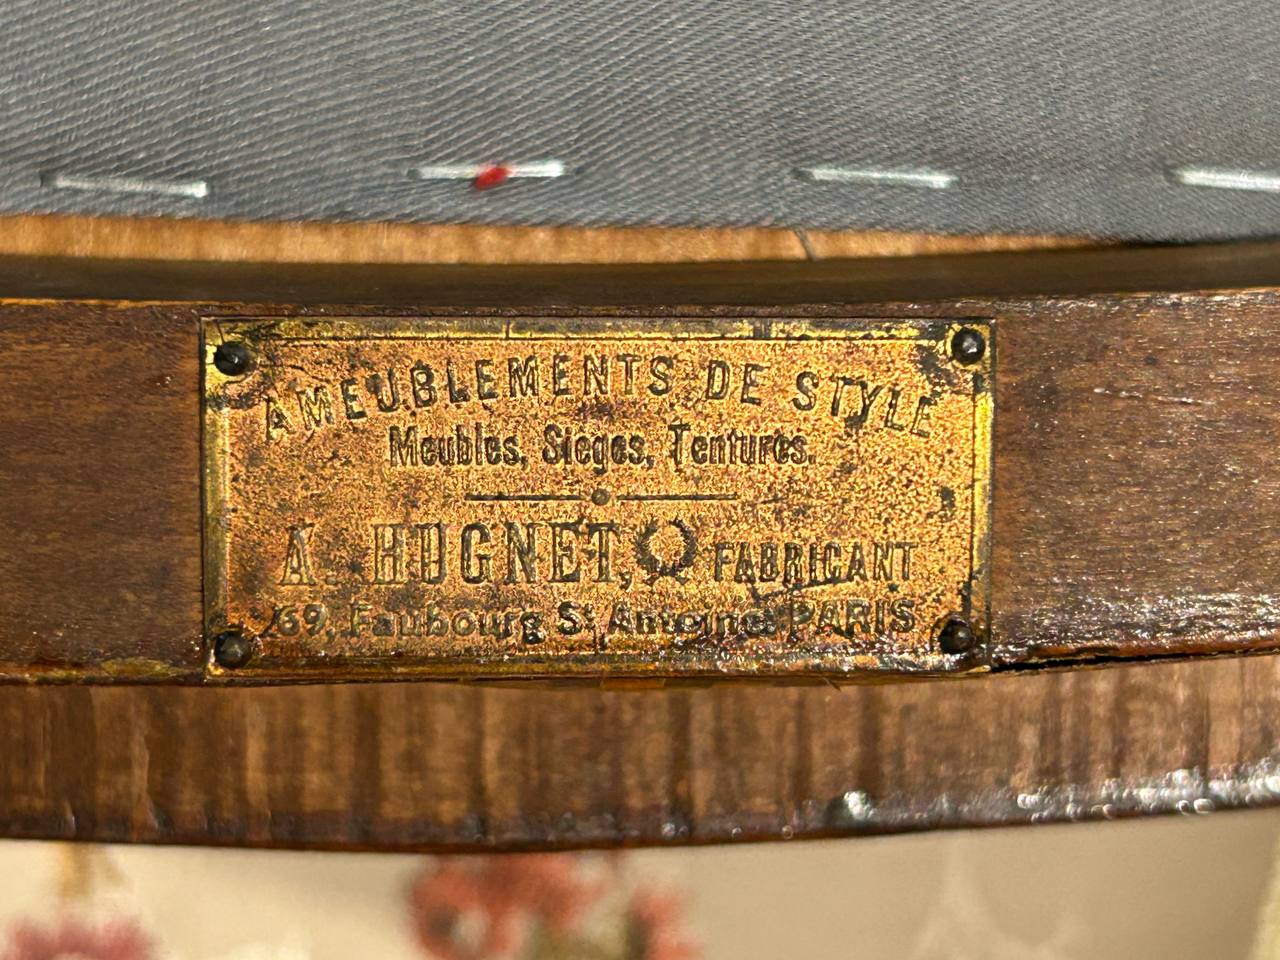 AMEUBLEMENTS DE STYLE
Meubles, Sieges, Tentures.
A. HUGNET, FABRICANT
69, Faubourg St Antoine, PARIS